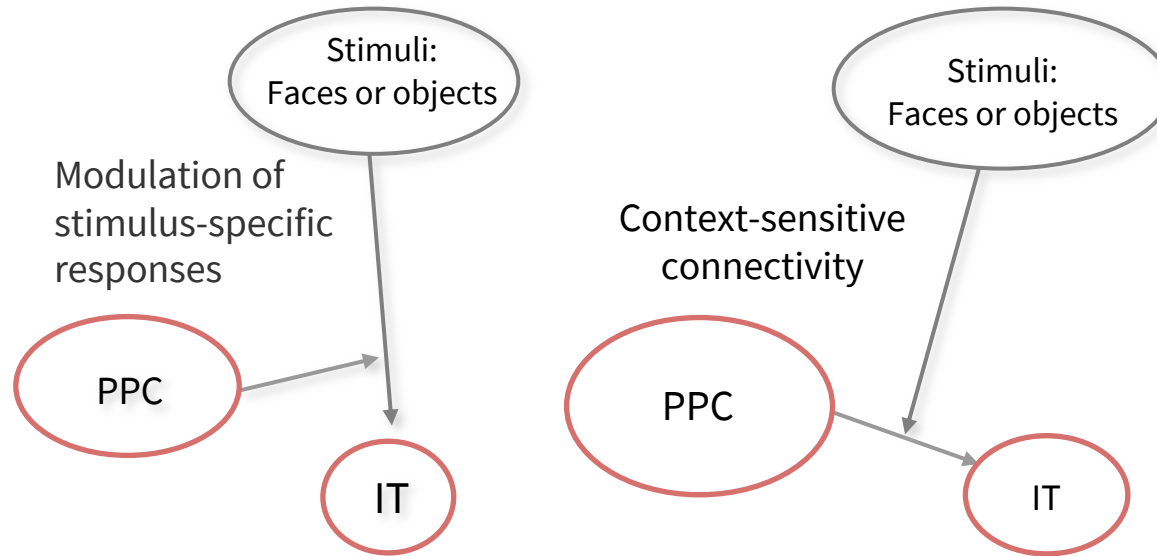 Stimuli:
Faces or objects
Modulation of
stimulus-specific
responses
PPC
IT
Stimuli:
Faces or objects
Context-sensitive
connectivity
PPC
IT